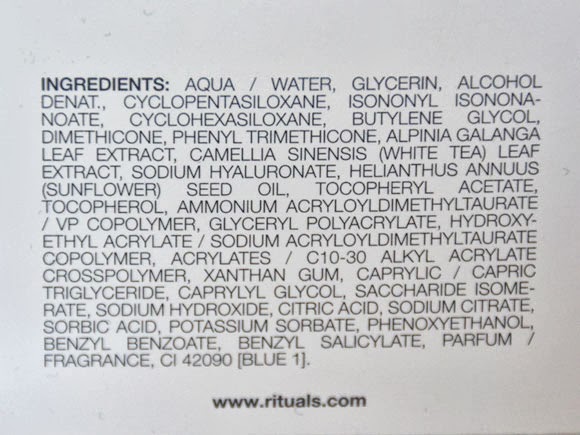 INGREDIENTS: AQUA / WATER, GLYCERIN, ALCOHOL
DENAT., CYCLOPENTASILOXANE, ISONONYL ISONONA-
NOATE, CYCLOHEXASILOXANE, BUTYLENE GLYCOL,
DIMETHICONE, PHENYL TRIMETHICONE, ALPINIA GALANGA
LEAF EXTRACT, CAMELLIA SINENSIS (WHITE TEA) LEAF
EXTRACT, SODIUM HYALURONATE, HELIANTHUS ANNUUS
(SUNFLOWER) SEED OIL, TOCOPHERYL ACETATE,
TOCOPHEROL, AMMONIUM ACRYLOYLDIMETHYLTAURATE
/ VP COPOLYMER, GLYCERYL POLYACRYLATE, HYDROXY-
ETHYL ACRYLATE / SODIUM ACRYLOYLDIMETHYLTAURATE
COPOLYMER, ACRYLATES / C10-30 ALKYL ACRYLATE
CROSSPOLYMER, XANTHAN GUM, CAPRYLIC / CAPRIC
TRIGLYCERIDE, CAPRYLYL GLYCOL, SACCHARIDE ISOME-
RATE, SODIUM HYDROXIDE, CITRIC ACID, SODIUM CITRATE,
SORBIC ACID, POTASSIUM SORBATE, PHENOXYETHANOL,
BENZYL BENZOATE, BENZYL SALICYLATE, PARFUM /
FRAGRANCE, CI 42090 [BLUE 1].
www.rituals.com